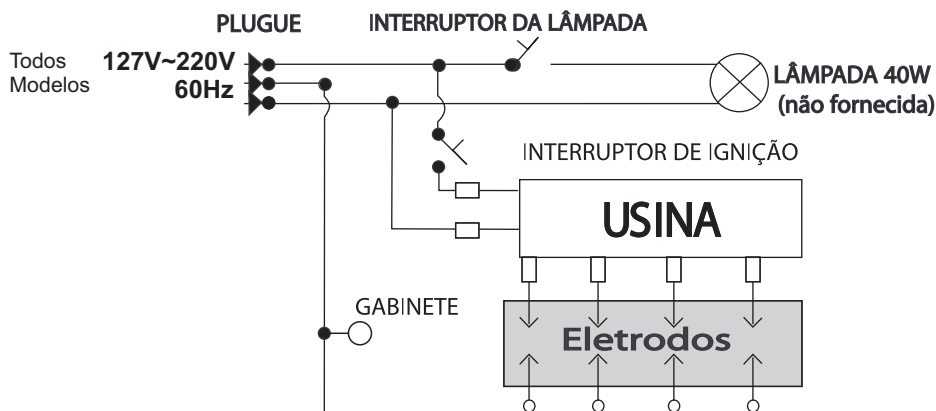 PLUGUE
INTERRUPTOR DA LÂMPADA
Todos
Modelos
127V~220V
60Hz
LÂMPADA 40W
(não fornecida)
INTERRUPTOR DE IGNIÇÃO
USINA
GABINETE
Eletrodos